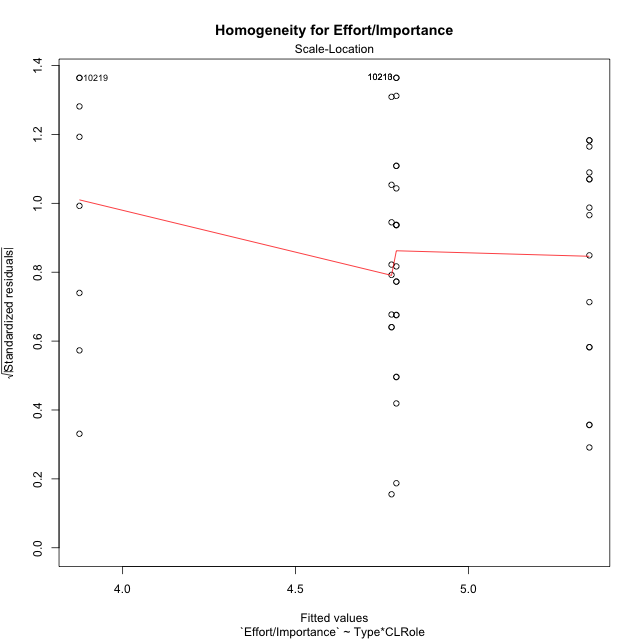 Homogeneity for Effort/Importance
Scale-Location
√|Standardized residuals|
0.0 0.2 0.4 0.6 0.8 1.0 1.2 1.4
10219
4.0 4.5 5.0
Fitted values
`Effort/Importance` ~ Type*CLRole